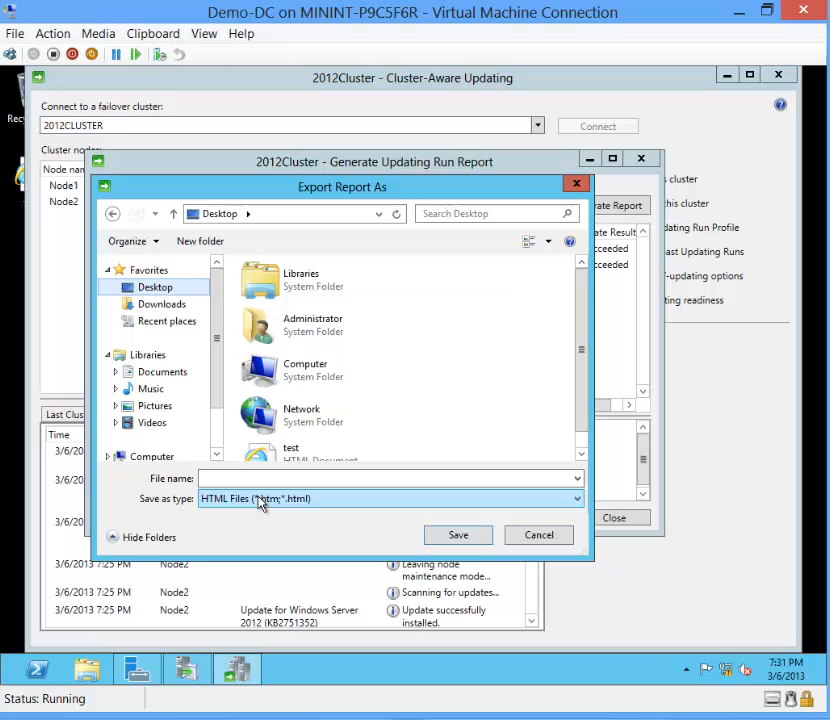 Demo-DC on MININT-P9C5F6R - Virtual Machine Connection
File Action Media Clipboard View Help
2012Cluster - Cluster-Aware Updating
Connect to a failover cluster:
2012CLUSTER
Connect
Cluster nodes:
Node nam
Node1
Node2
2012Cluster - Generate Updating Run Report
Export Report As
Desktop
Search Desktop
Organize
New folder
Favorites
Desktop
Downloads
Recent places
Libraries
Documents
Music
Pictures
Videos
Computer
Libraries
System Folder
Administrator
System Folder
Computer
System Folder
Network
System Folder
test
HTML Document
File name:
Save as type:
HTML Files (*.htm;*.html)
Hide Folders
Save
Cancel
rate Report
ate Result
ceeded
ceeded
Close
s cluster
his cluster
dating Run Profile
ast Updating Runs
f-updating options
ting readiness
Last Clus
Time
3/6/20
3/6/20
3/6/20
3/6/2013 7:25 PM Node2 Leaving node
maintenance mode...
3/6/2013 7:25 PM Node2 Scanning for updates...
3/6/2013 7:25 PM Node2 Update for Windows Server Update successfully
2012 (KB2751352) installed.
7:31 PM
3/6/2013
Status: Running